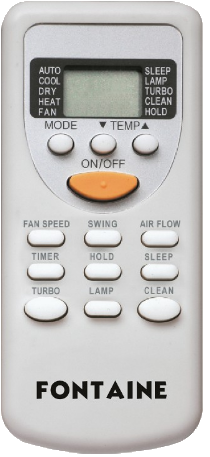 AUTO SLEEP
COOL LAMP
DRY TURBO
HEAT CLEAN
FAN HOLD
MODE ▼ TEMP ▲
ON/OFF
FAN SPEED SWING AIR FLOW
TIMER HOLD SLEEP
TURBO LAMP CLEAN
FONTAINE